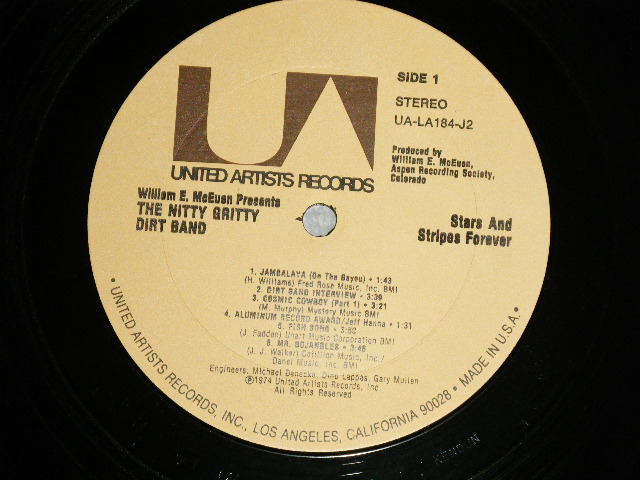 UA
UNITED ARTISTS RECORDS
SIDE 1
STEREO
UA-LA184-J2
Produced by
William E. McEuen,
Aspen Recording Society,
Colorado
William E. McEuen Presents
THE NITTY GRITTY
DIRT BAND
Stars And
Stripes Forever
1. JAMBALAYA (On The Bayou) • 1:43
(H. Williams) Fred Rose Music, Inc. BMI
2. DIRT BAND INTERVIEW • 3:39
3. COSMIC COWBOY (Part 1) • 3:21
(M. Murphy) Mystery Music BMI
4. ALUMINUM RECORD AWARD/Jeff Hanna • 1:31
5. FISH SONG •
(J. Fadden) Unart Music Corporation BMI
6. MR. BOJANGLES • 3:46
(J. J. Walker) Cotillion Music, Inc./
Danel Music, Inc. BMI
Engineers: Michael Denecke, Dino Lappas, Gary Mullen
℗1974 United Artists Records, Inc
All Rights Reserved
• UNITED ARTISTS RECORDS, INC., LOS ANGELES, CALIFORNIA 90028 • MADE IN U.S.A. •
KENDUN